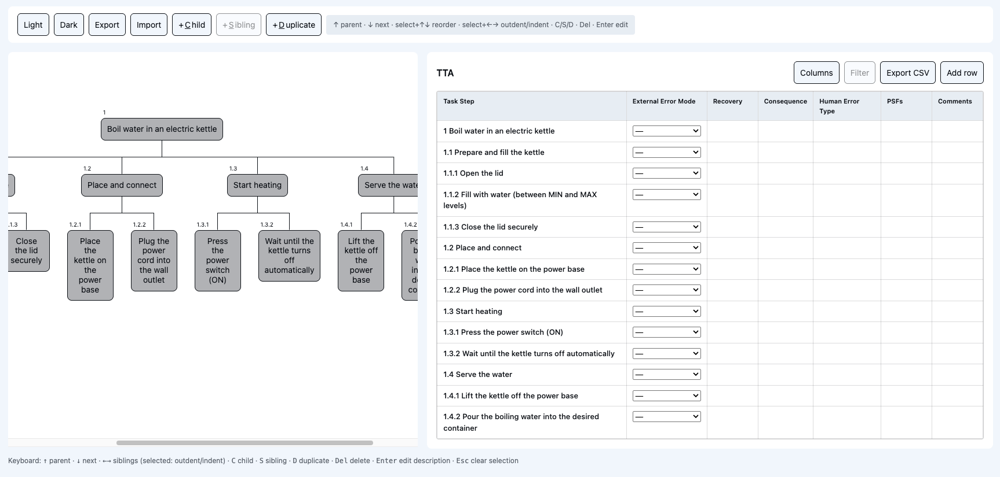 Light Dark Export Import +Child +Sibling +Duplicate ↑ parent · ↓ next · select+↑↓ reorder · select+←→ outdent/indent · C/S/D · Del · Enter edit
1
Boil water in an electric kettle
1.2 1.3 1.4
Place and connect Start heating Serve the wate
.1.3 1.2.1 1.2.2 1.3.1 1.3.2 1.4.1 1.4.2
Close
the lid
securely
Place
the
kettle on
the
power
base
Plug the
power
cord into
the wall
outlet
Press
the
power
switch
(ON)
Wait until the
kettle turns
off
automatically
Lift the
kettle off
the
power
base
TTA Columns Filter Export CSV Add row
Task Step External Error Mode Recovery Consequence Human Error PSFs Comments
Type
1 Boil water in an electric kettle —
1.1 Prepare and fill the kettle —
1.1.1 Open the lid —
1.1.2 Fill with water (between MIN and MAX —
levels)
1.1.3 Close the lid securely —
1.2 Place and connect —
1.2.1 Place the kettle on the power base —
1.2.2 Plug the power cord into the wall outlet —
1.3 Start heating —
1.3.1 Press the power switch (ON) —
1.3.2 Wait until the kettle turns off automatically —
1.4 Serve the water —
1.4.1 Lift the kettle off the power base —
1.4.2 Pour the boiling water into the desired —
container
Keyboard: ↑ parent · ↓ next · ←→ siblings (selected: outdent/indent) · C child · S sibling · D duplicate · Del delete · Enter edit description · Esc clear selection